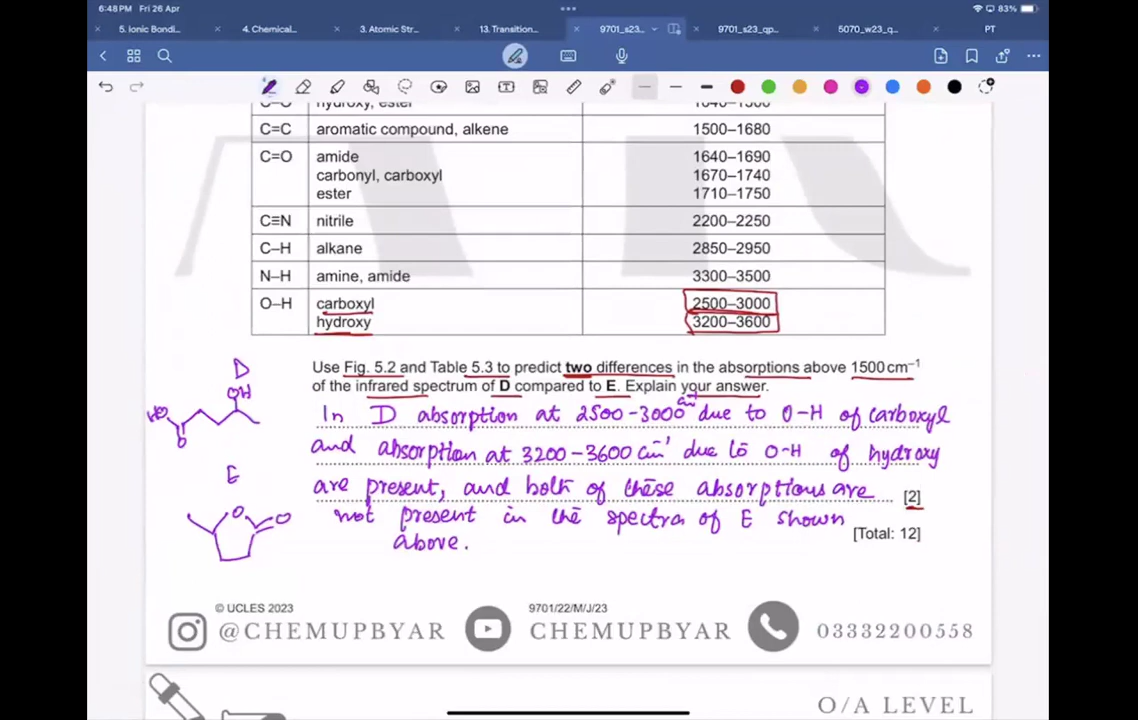 6:48 PM Fri 26 Apr
83%
5. Ionic Bondi...
4. Chemical...
3. Atomic Str...
13. Transition...
9701_s23...
9701_s23_qp...
5070_w23_q...
PT
hydroxy, ester
C=C aromatic compound, alkene 1500–1680
C=O amide 1640–1690
carbonyl, carboxyl 1670–1740
ester 1710–1750
C≡N nitrile 2200–2250
C–H alkane 2850–2950
N–H amine, amide 3300–3500
O–H carboxyl 2500–3000
hydroxy 3200–3600
Use Fig. 5.2 and Table 5.3 to predict two differences in the absorptions above 1500 cm⁻¹
of the infrared spectrum of D compared to E. Explain your answer.
D
OH
HO
O
E
O
O
In D absorption at 2500-3000 cm⁻¹ due to O-H of carboxyl
and absorption at 3200-3600 cm⁻¹ due to O-H of hydroxy
are present, and both of these absorptions are [2]
not present in the spectra of E shown
above.
[Total: 12]
© UCLES 2023
9701/22/M/J/23
@CHEMUPBYAR
CHEMUPBYAR
03332200558
O/A LEVEL